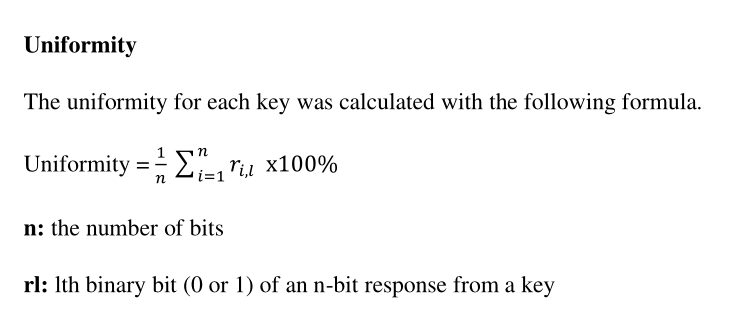 Uniformity
The uniformity for each key was calculated with the following formula.
Uniformity = \frac{1}{n} \sum_{i=1}^{n} r_{i,l} x100%
n: the number of bits
rl: lth binary bit (0 or 1) of an n-bit response from a key